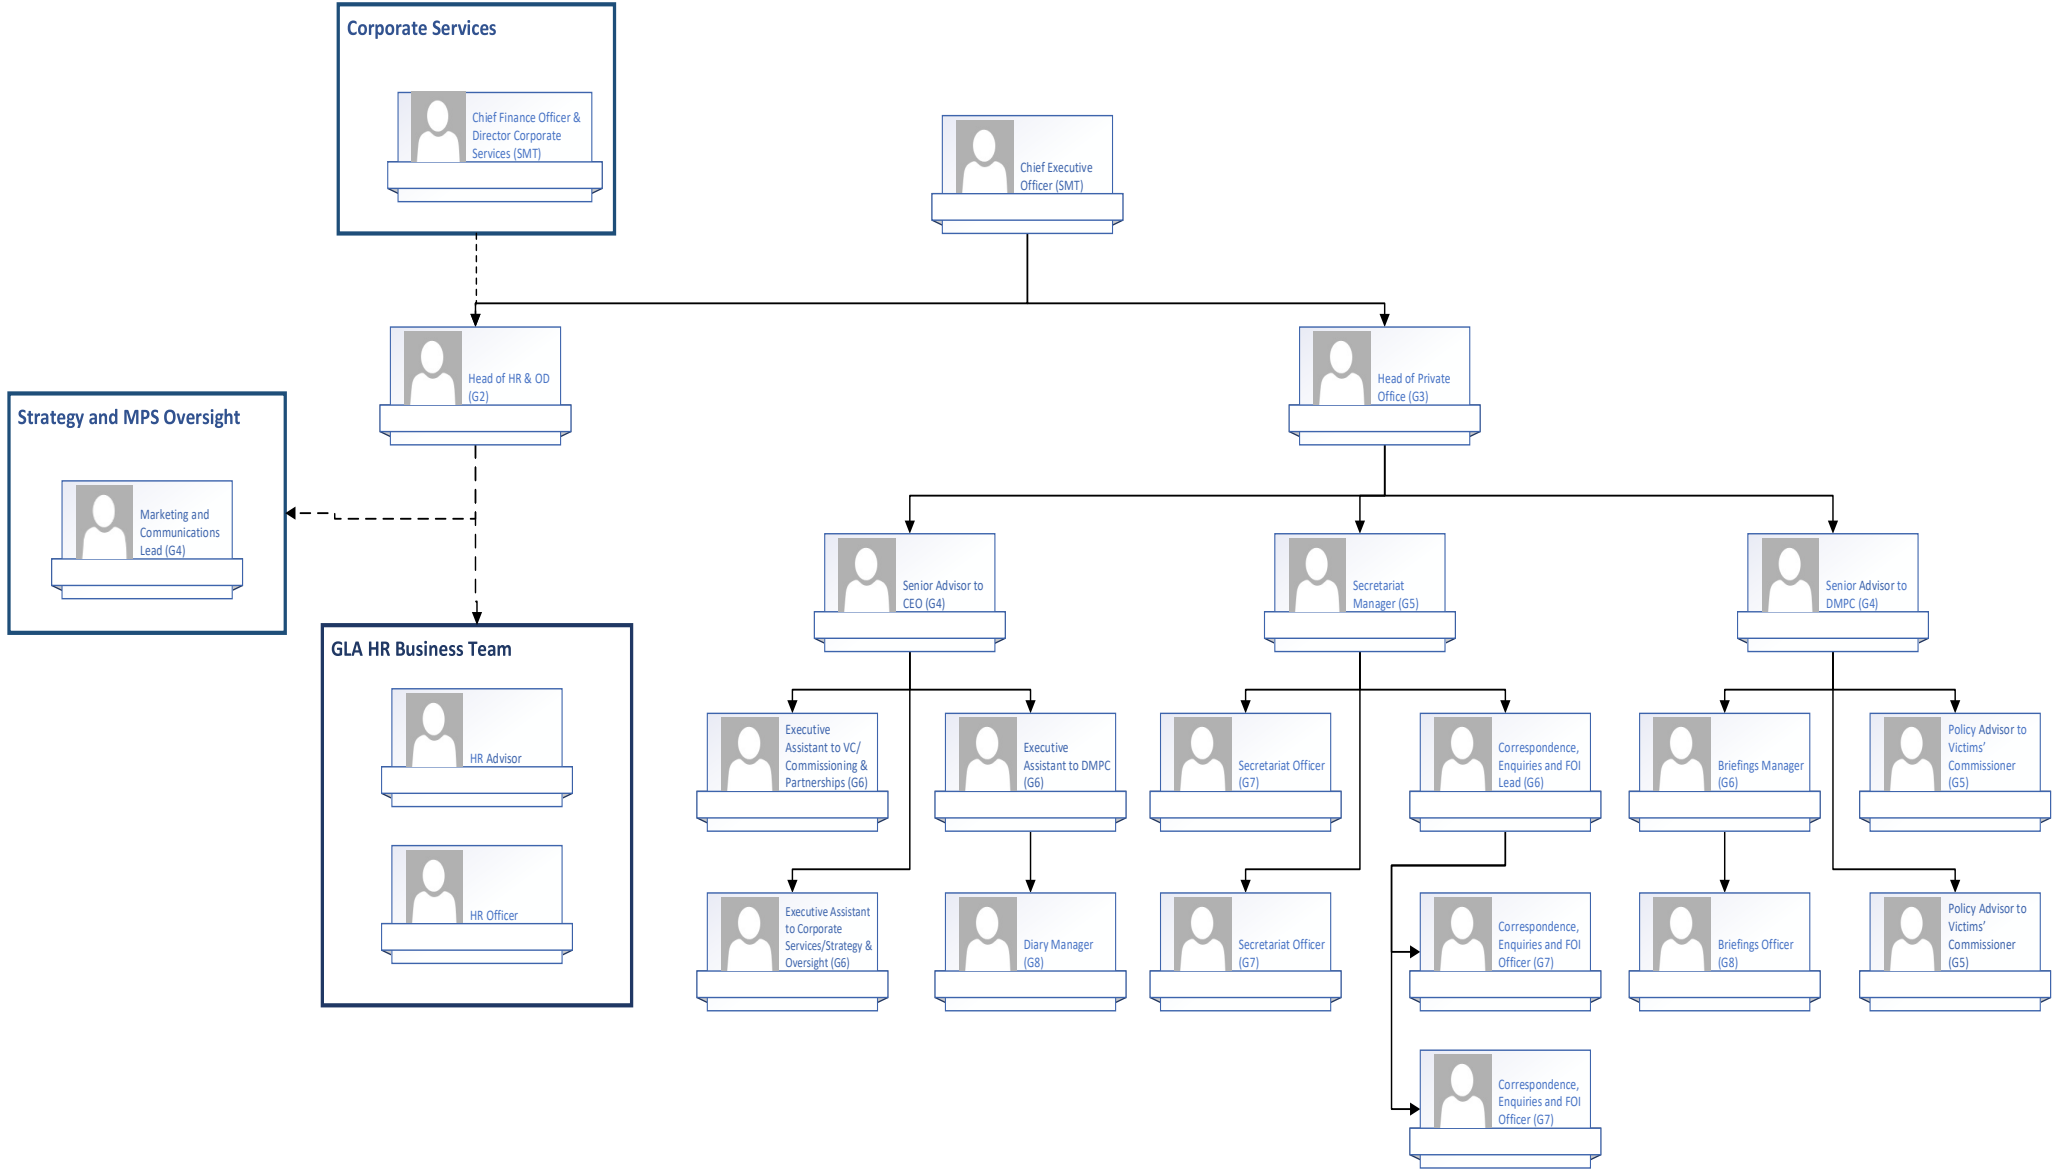 Corporate Services
Chief Finance Officer &
Director Corporate
Services (SMT)
Chief Executive
Officer (SMT)
Head of HR & OD
(G2)
Head of Private
Office (G3)
Strategy and MPS Oversight
Marketing and
Communications
Lead (G4)
Senior Advisor to
CEO (G4)
Secretariat
Manager (G5)
Senior Advisor to
DMPC (G4)
GLA HR Business Team
HR Advisor
HR Officer
Executive
Assistant to VC/
Commissioning &
Partnerships (G6)
Executive
Assistant to DMPC
(G6)
Secretariat Officer
(G7)
Correspondence,
Enquiries and FOI
Lead (G6)
Briefings Manager
(G6)
Policy Advisor to
Victims’
Commissioner
(G5)
Executive Assistant
to Corporate
Services/Strategy &
Oversight (G6)
Diary Manager
(G8)
Secretariat Officer
(G7)
Correspondence,
Enquiries and FOI
Officer (G7)
Briefings Officer
(G8)
Policy Advisor to
Victims’
Commissioner
(G5)
Correspondence,
Enquiries and FOI
Officer (G7)